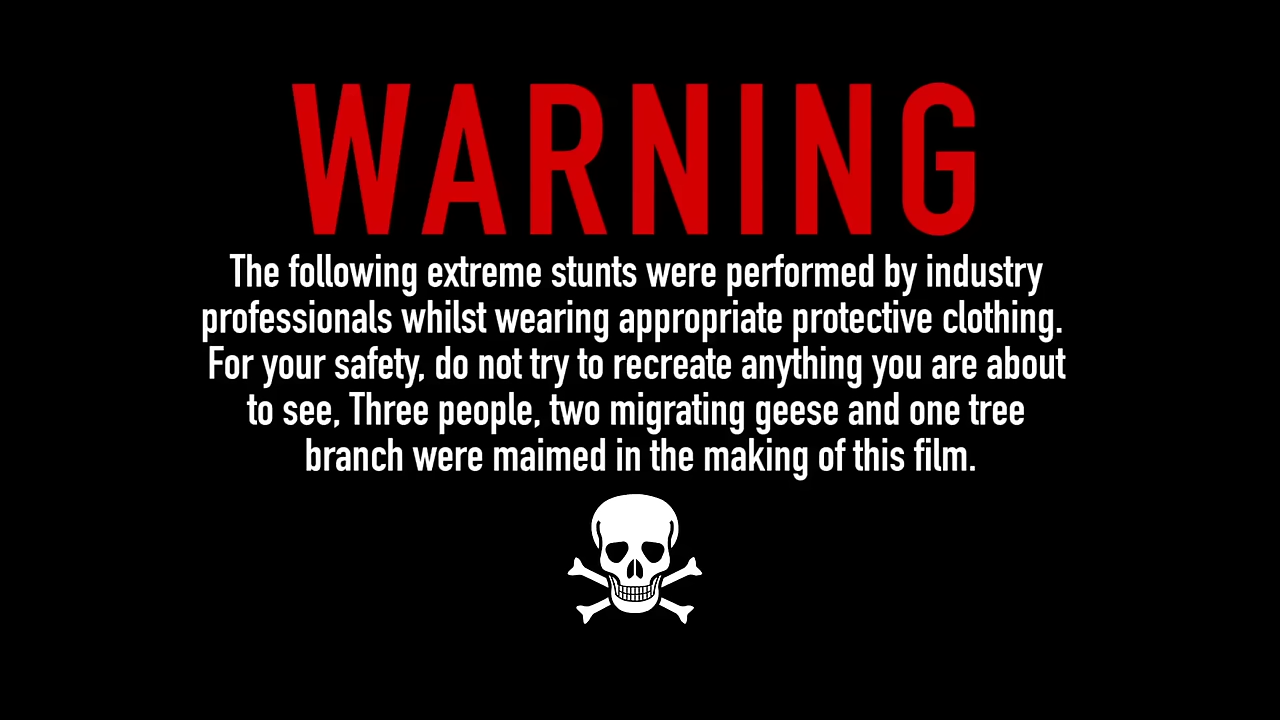 WARNING
The following extreme stunts were performed by industry
professionals whilst wearing appropriate protective clothing.
For your safety, do not try to recreate anything you are about
to see, Three people, two migrating geese and one tree
branch were maimed in the making of this film.